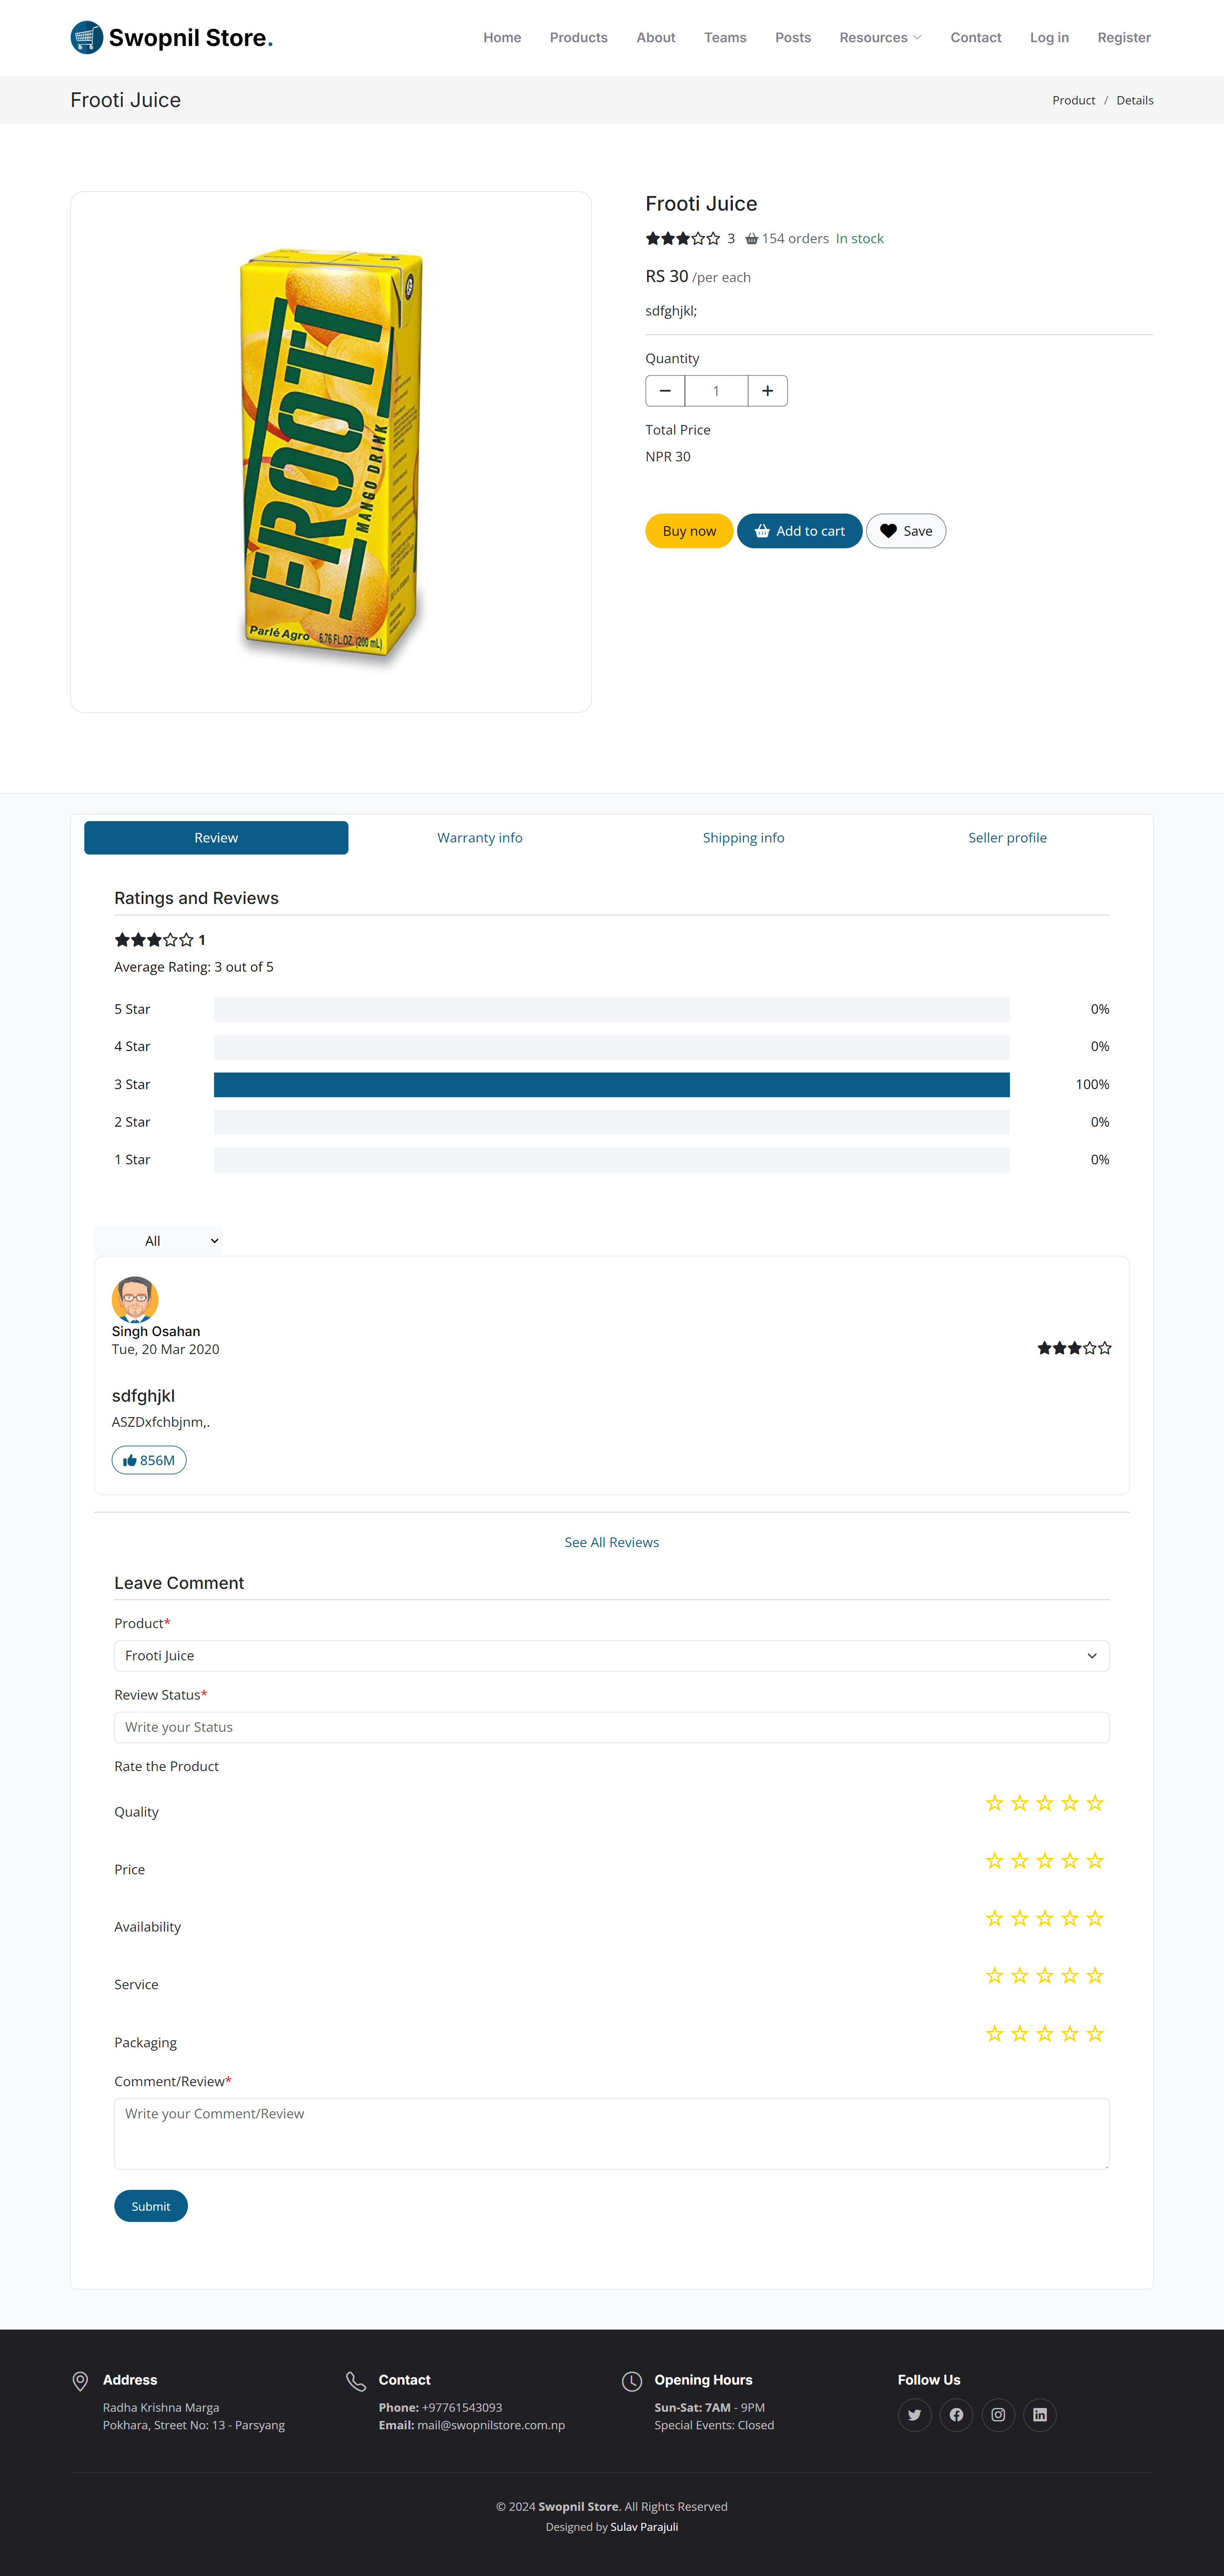 Swopnil Store.
Home Products About Teams Posts Resources Contact Log in Register
Frooti Juice
Product / Details
FROOTI
MANGO DRINK
Parlé Agro 6.76 FL.OZ. (200 mL)
Frooti Juice
3 154 orders In stock
RS 30 /per each
sdfghjkl;
Quantity
1
Total Price
NPR 30
Buy now Add to cart Save
Review Warranty info Shipping info Seller profile
Ratings and Reviews
1
Average Rating: 3 out of 5
5 Star 0%
4 Star 0%
3 Star 100%
2 Star 0%
1 Star 0%
All
Singh Osahan
Tue, 20 Mar 2020
sdfghjkl
ASZDxfchbjnm,.
856M
See All Reviews
Leave Comment
Product*
Frooti Juice
Review Status*
Write your Status
Rate the Product
Quality
Price
Availability
Service
Packaging
Comment/Review*
Write your Comment/Review
Submit
Address
Radha Krishna Marga
Pokhara, Street No: 13 - Parsyang
Contact
Phone: +97761543093
Email: mail@swopnilstore.com.np
Opening Hours
Sun-Sat: 7AM - 9PM
Special Events: Closed
Follow Us
© 2024 Swopnil Store. All Rights Reserved
Designed by Sulav Parajuli